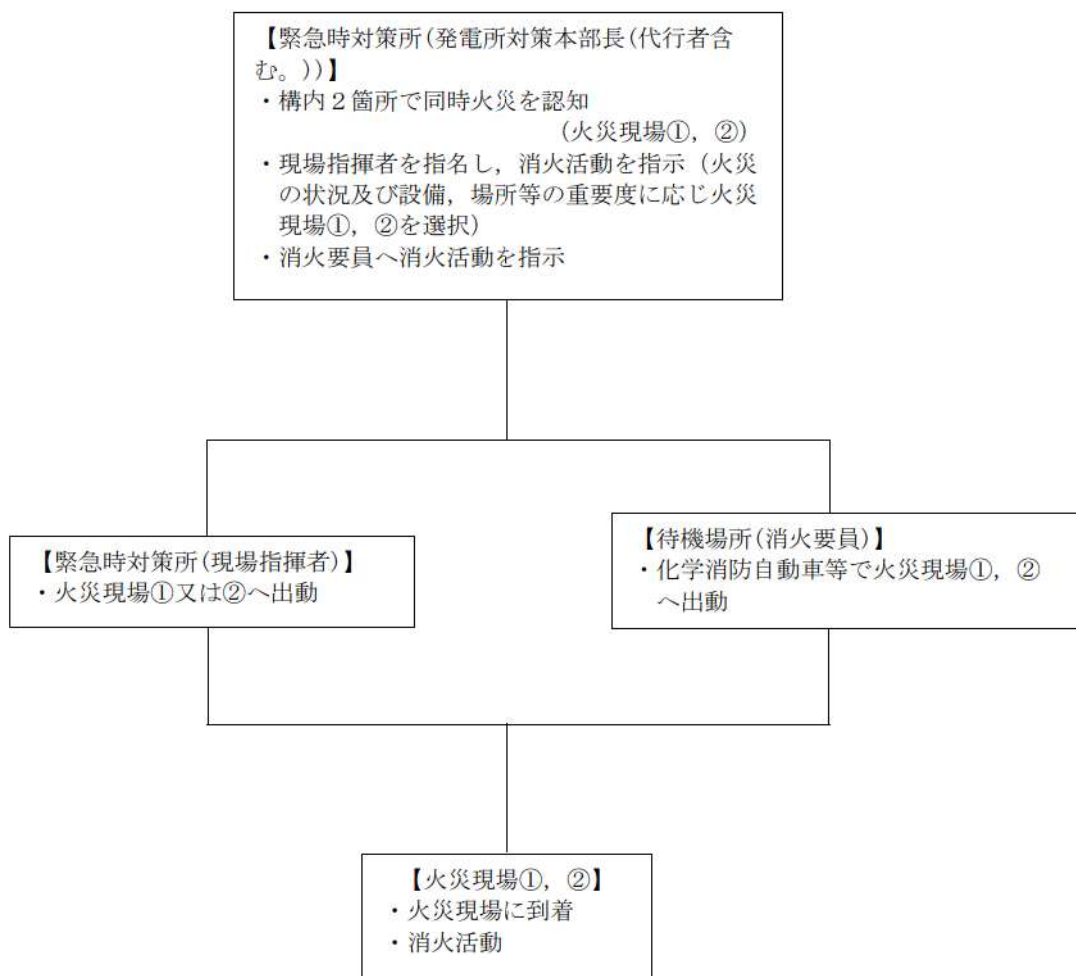 【緊急時対策所(発電所対策本部長(代行者含
む。))】
・構内２箇所で同時火災を認知
(火災現場①，②)
・現場指揮者を指名し，消火活動を指示（火災
の状況及び設備，場所等の重要度に応じ火災
現場①，②を選択）
・消火要員へ消火活動を指示
【緊急時対策所(現場指揮者)】
・火災現場①又は②へ出動
【待機場所(消火要員)】
・化学消防自動車等で火災現場①，②
へ出動
【火災現場①，②】
・火災現場に到着
・消火活動